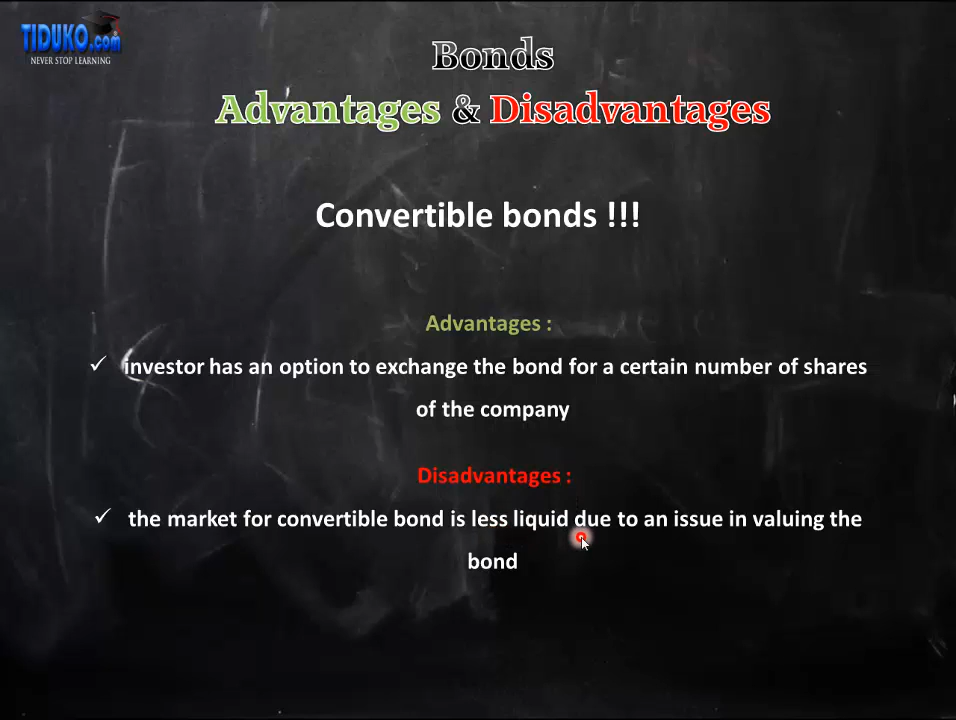 TIDUKO.com
NEVER STOP LEARNING
Bonds
Advantages & Disadvantages
Convertible bonds !!!
Advantages :
✓ investor has an option to exchange the bond for a certain number of shares
of the company
Disadvantages :
✓ the market for convertible bond is less liquid due to an issue in valuing the
bond